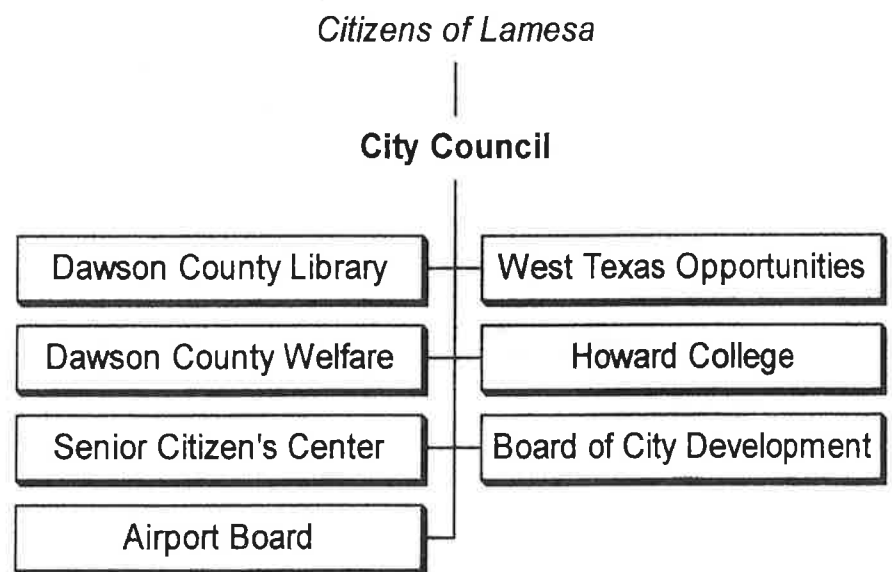 Citizens of Lamesa
City Council
Dawson County Library
West Texas Opportunities
Dawson County Welfare
Howard College
Senior Citizen's Center
Board of City Development
Airport Board